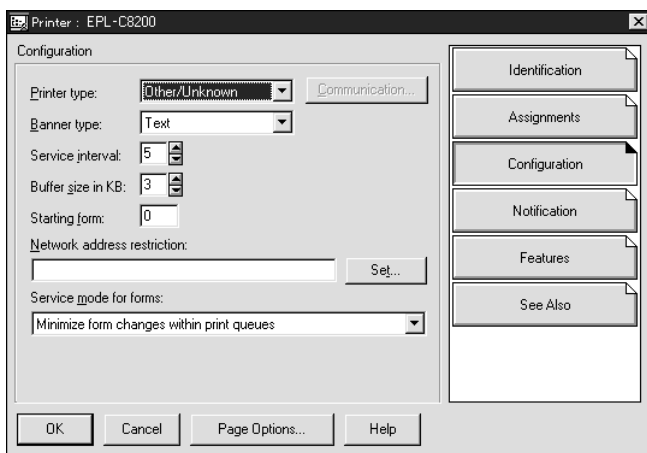 Printer : EPL-C8200
Configuration
Printer type: Other/Unknown Communication...
Banner type: Text
Service interval: 5
Buffer size in KB: 3
Starting form: 0
Network address restriction:
Set...
Service mode for forms:
Minimize form changes within print queues
OK Cancel Page Options... Help
Identification
Assignments
Configuration
Notification
Features
See Also